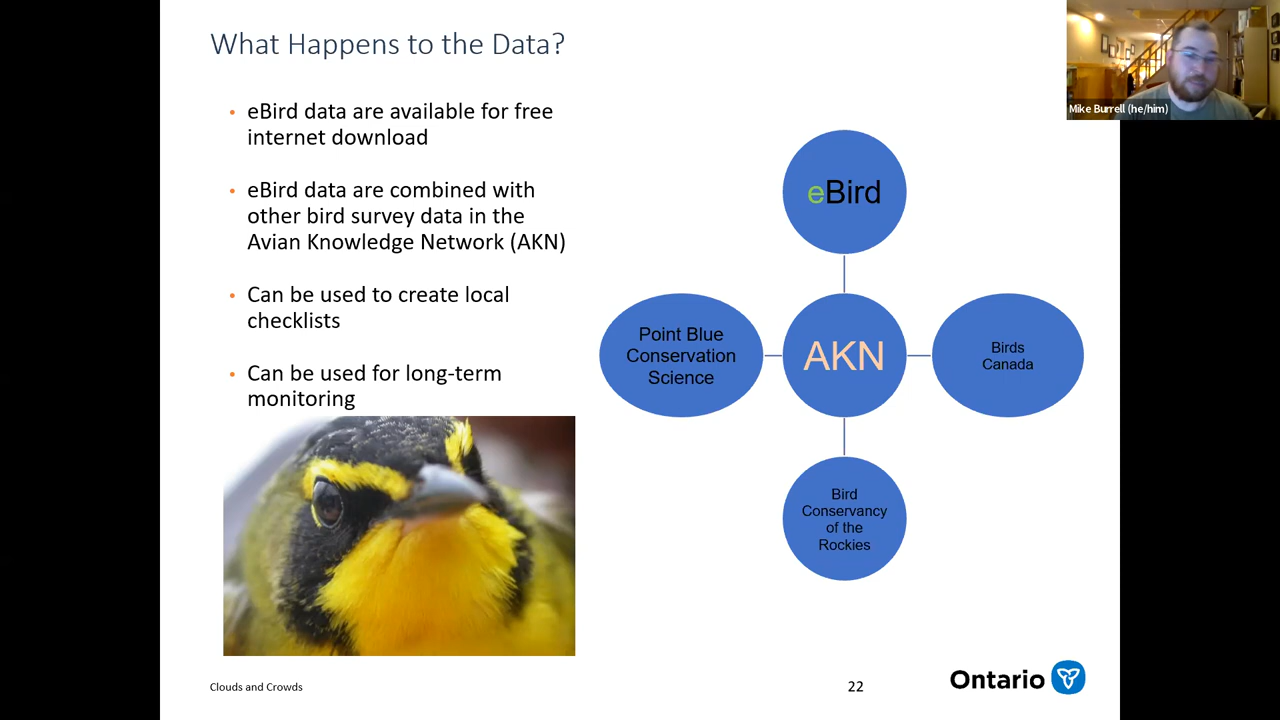 What Happens to the Data?
• eBird data are available for free
internet download
• eBird data are combined with
other bird survey data in the
Avian Knowledge Network (AKN)
• Can be used to create local
checklists
• Can be used for long-term
monitoring
Mike Burrell (he/him)
eBird
Point Blue
Conservation
Science
AKN
Birds
Canada
Bird
Conservancy
of the
Rockies
Clouds and Crowds
22
Ontario